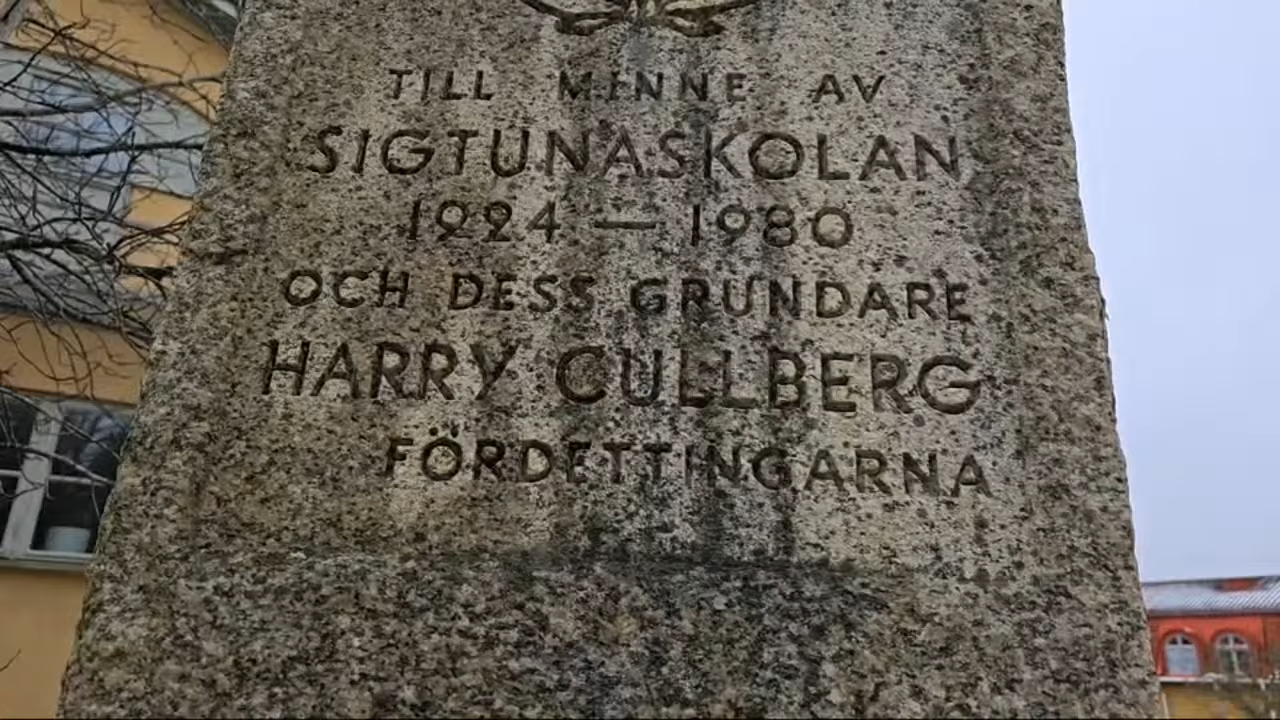 TILL MINNE AV
SIGTUNASKOLAN
1924 — 1980
OCH DESS GRUNDARE
HARRY CULLBERG
FÖRDETTINGARNA